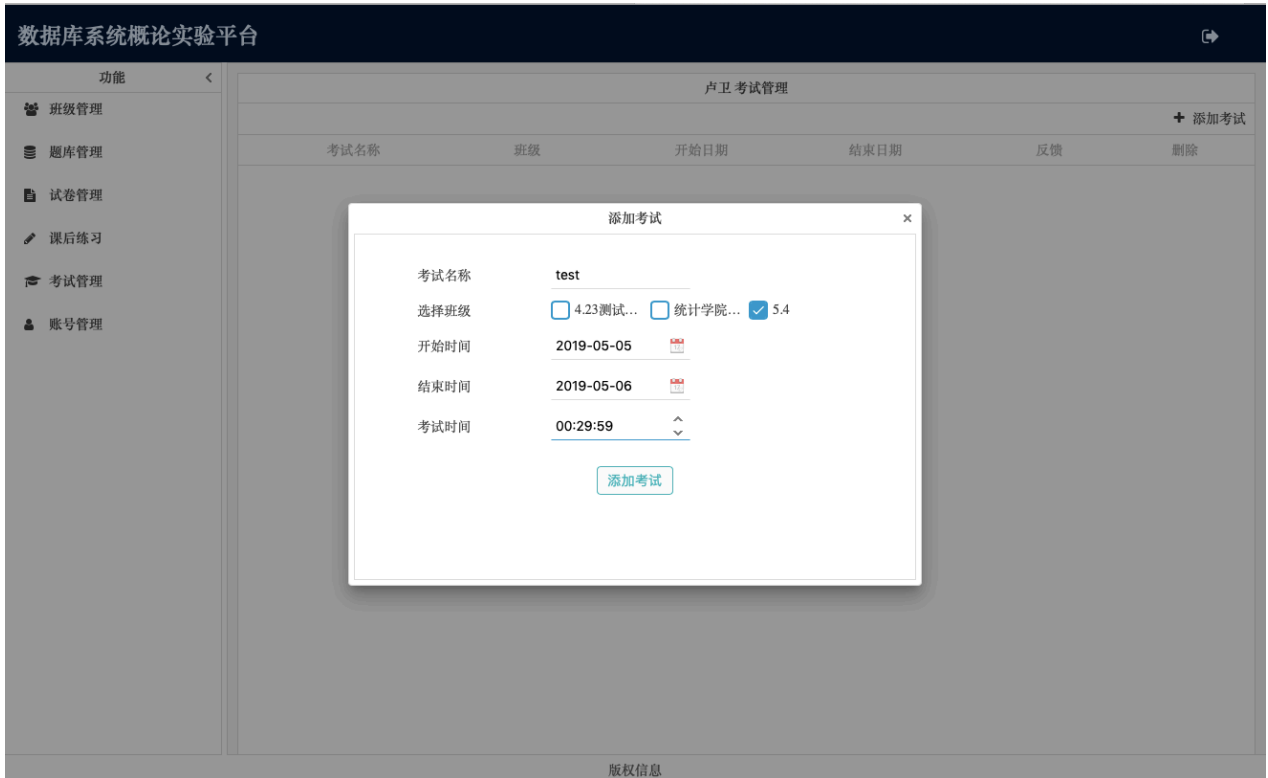 数据库系统概论实验平台
功能
班级管理
题库管理
试卷管理
课后练习
考试管理
账号管理
卢卫 考试管理
添加考试
考试名称 班级 开始日期 结束日期 反馈 删除
添加考试
考试名称 test
选择班级 4.23测试... 统计学院... 5.4
开始时间 2019-05-05
结束时间 2019-05-06
考试时间 00:29:59
添加考试
版权信息